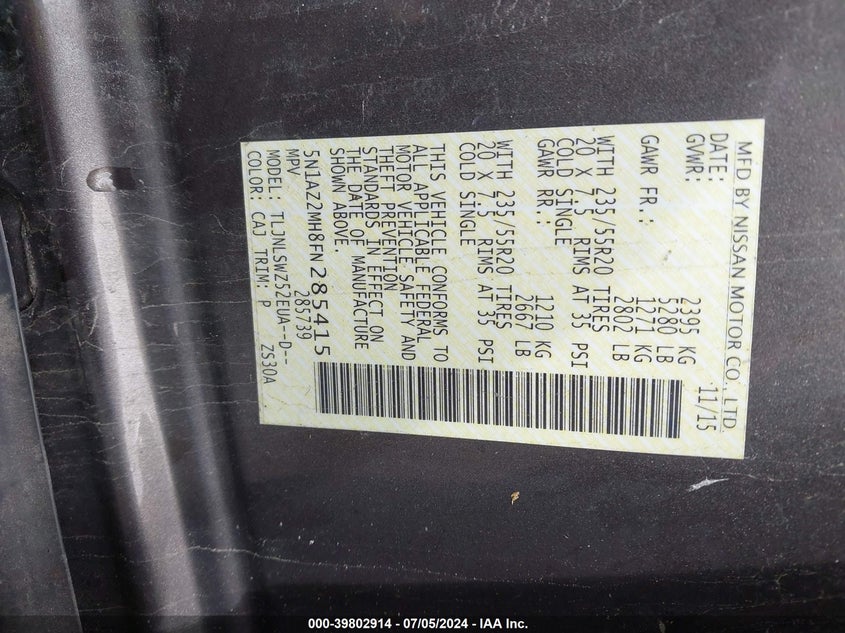 MFD BY NISSAN MOTOR CO., LTD.
DATE: 11/15
GVWR: 2395 KG
5280 LB
GAWR FR.: 1271 KG
2802 LB
WITH 235/55R20 TIRES
20 X 7.5 RIMS AT 35 PSI
COLD SINGLE
GAWR RR.: 1210 KG
2667 LB
WITH 235/55R20 TIRES
20 X 7.5 RIMS AT 35 PSI
COLD SINGLE
THIS VEHICLE CONFORMS TO
ALL APPLICABLE FEDERAL
MOTOR VEHICLE SAFETY AND
THEFT PREVENTION
STANDARDS IN EFFECT ON
THE DATE OF MANUFACTURE
SHOWN ABOVE.
5N1AZ2MH8FN285415
MPV 285739
MODEL: TLJNLSWZ52EUA--D--
COLOR: CAJ TRIM: P ZS30A
000-39802914 - 07/05/2024 - IAA Inc.